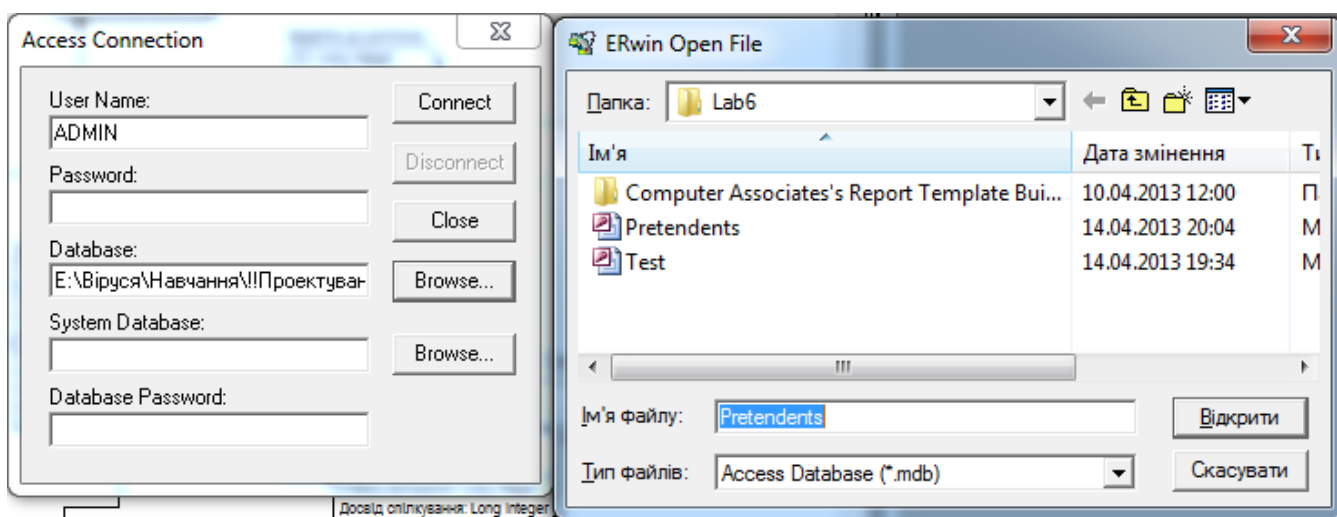 Access Connection
User Name:
ADMIN
Connect
Password:
Disconnect
Close
Database:
E:\Віруся\Навчання\!!Проектуван
Browse...
System Database:
Browse...
Database Password:
ERwin Open File
Папка: Lab6
Ім'я Дата змінення Ти
Computer Associates's Report Template Bui... 10.04.2013 12:00 П
Pretendents 14.04.2013 20:04 M
Test 14.04.2013 19:34 M
Ім'я файлу: Pretendents Відкрити
Тип файлів: Access Database (*.mdb) Скасувати
Досвід спілкування: Long Integer